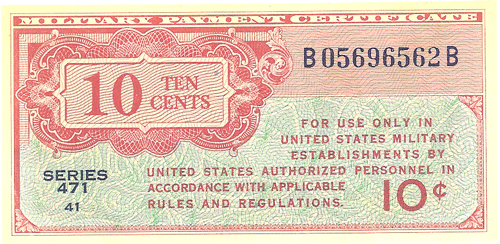 MILITARY PAYMENT CERTIFICATE
B05696562B
10 TEN
CENTS
FOR USE ONLY IN
UNITED STATES MILITARY
ESTABLISHMENTS BY
UNITED STATES AUTHORIZED PERSONNEL IN
ACCORDANCE WITH APPLICABLE
RULES AND REGULATIONS.
SERIES
471
41
10¢